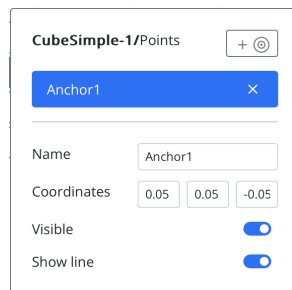 CubeSimple-1/Points
Anchor1
Name Anchor1
Coordinates 0.05 0.05 -0.05
Visible
Show line